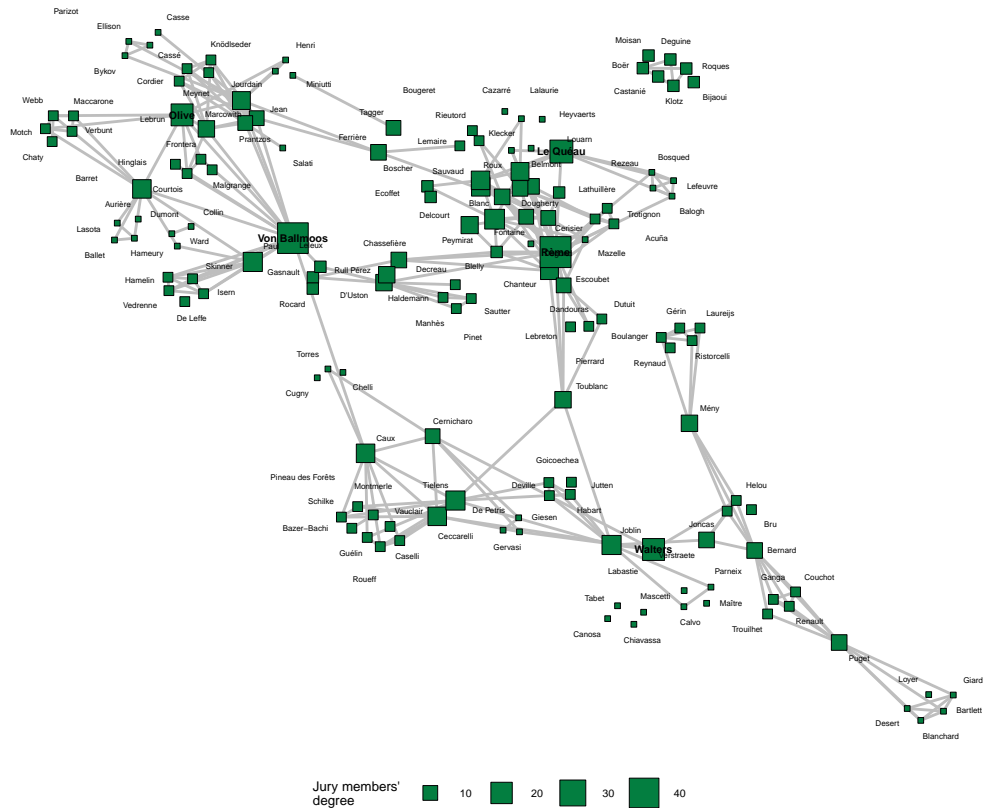 Parizot
Casse
Ellison
Knödlseder
Cassé
Henri
Bykov
Cordier
Jourdain
Miniutti
Meynet
Webb
Maccarone
Lebrun
Olive
Marcowith
Jean
Motch
Verbunt
Prantzos
Chaty
Frontera
Salati
Hinglais
Barret
Courtois
Malgrange
Aurière
Dumont
Collin
Lasota
Ward
Ballet
Hameury
Von Ballmoos
Skinner
Gasnault
Hamelin
Isern
Vedrenne
De Leffe
Rocard
Bougeret
Tagger
Ferrière
Boscher
Cazarré
Lalaurie
Rieutord
Heyvaerts
Klecker
Lemaire
Louarn
Le Quéau
Belmont
Roux
Sauvaud
Ecoffet
Blanc
Dougherty
Lathuillère
Delcourt
Fontaine
Cerisier
Peymirat
Trotignon
Acuña
Mazelle
Rezeau
Bosqued
Lefeuvre
Balogh
Moisan
Deguine
Boër
Roques
Castanié
Klotz
Bijaoui
Chasseflière
Rull Pérez
Decreau
Blelly
Rème
Chanteur
Escoubet
D'Uston
Haldemann
Sautter
Manhès
Pinet
Dandouras
Dutuit
Lebreton
Boulanger
Pierrard
Toublanc
Gérin
Laureijs
Reynaud
Ristorcelli
Mény
Torres
Cugny
Chelli
Cernicharo
Caux
Pineau des Forêts
Montmerle
Tielens
Schilke
Vauclair
De Petris
Bazer−Bachi
Ceccarelli
Guélin
Caselli
Roueff
Goicoechea
Deville
Jutten
Habart
Giesen
Gervasi
Joblin
Walters
Verstraete
Labastie
Joncas
Helou
Bru
Bernard
Parneix
Mascetti
Maître
Calvo
Tabet
Canosa
Chiavassa
Ganga
Couchot
Renault
Trouilhet
Puget
Loyer
Giard
Bartlett
Desert
Blanchard
Jury members'
degree
10
20
30
40